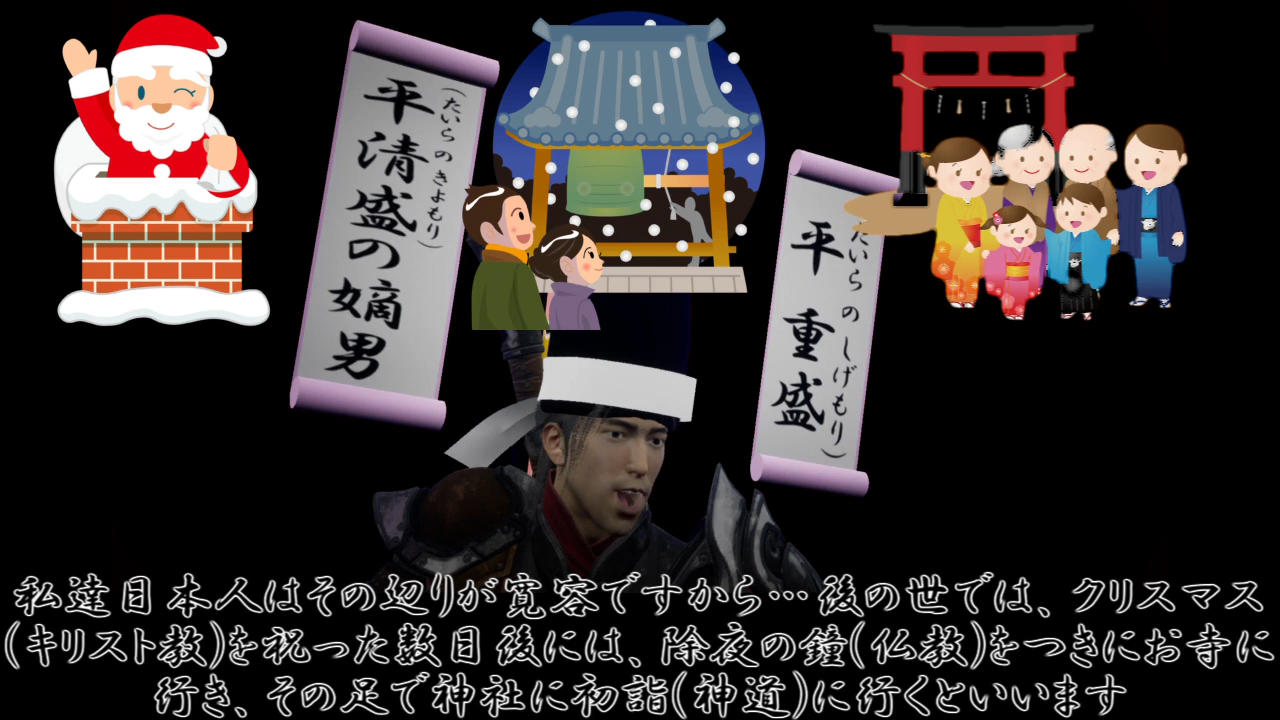 平清盛の嫡男
(たいらのきよもり)
平重盛
(たいらのしげもり)
私達日本人はその辺りが寛容ですから…後の世では、クリスマス
(キリスト教)を祝った数日後には、除夜の鐘(仏教)をつきにお寺に
行き、その足で神社に初詣(神道)に行くといいます